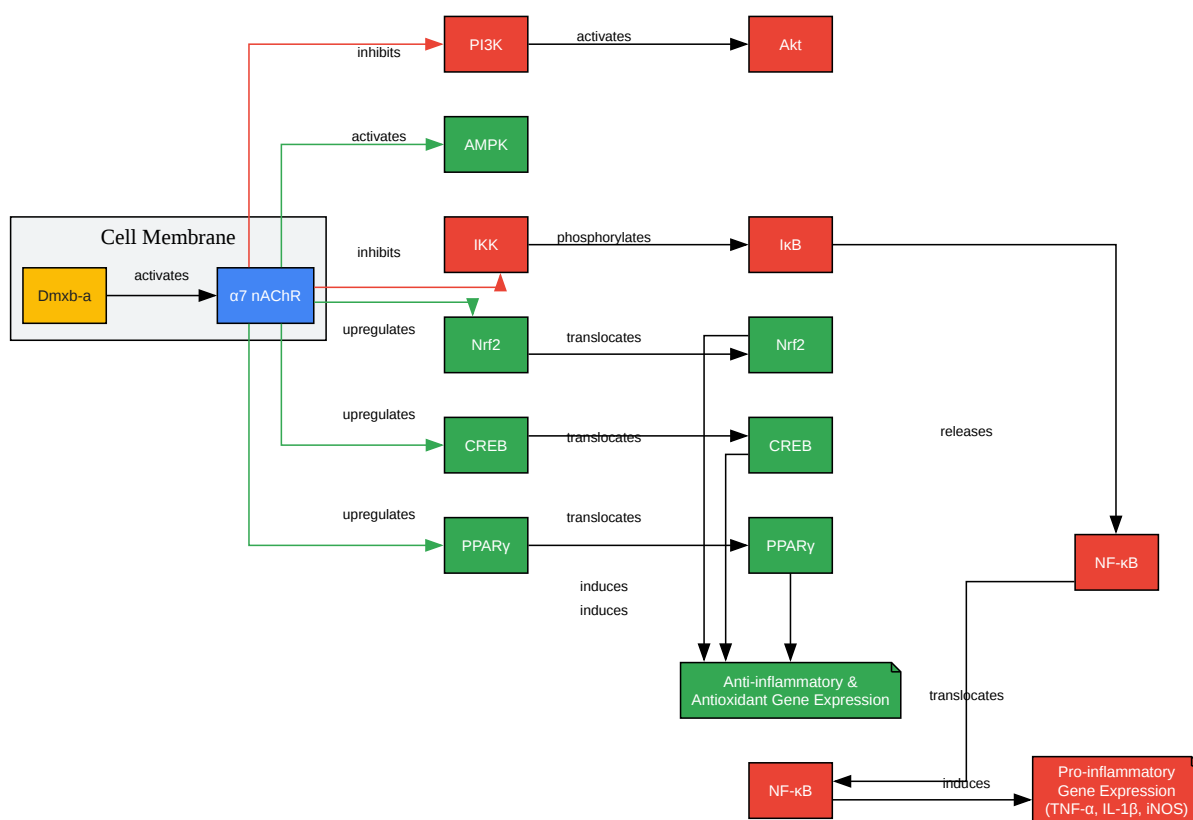 PI3K
activates
Akt
inhibits
activates
AMPK
Cell Membrane
Dmxb-a
activates
α7 nAChR
inhibits
IKK
phosphorylates
IκB
upregulates
Nrf2
translocates
Nrf2
upregulates
CREB
translocates
CREB
releases
upregulates
PPARγ
translocates
PPARγ
NF-κB
induces
induces
Anti-inflammatory &
Antioxidant Gene Expression
translocates
NF-κB
induces
Pro-inflammatory
Gene Expression
(TNF-α, IL-1β, iNOS)